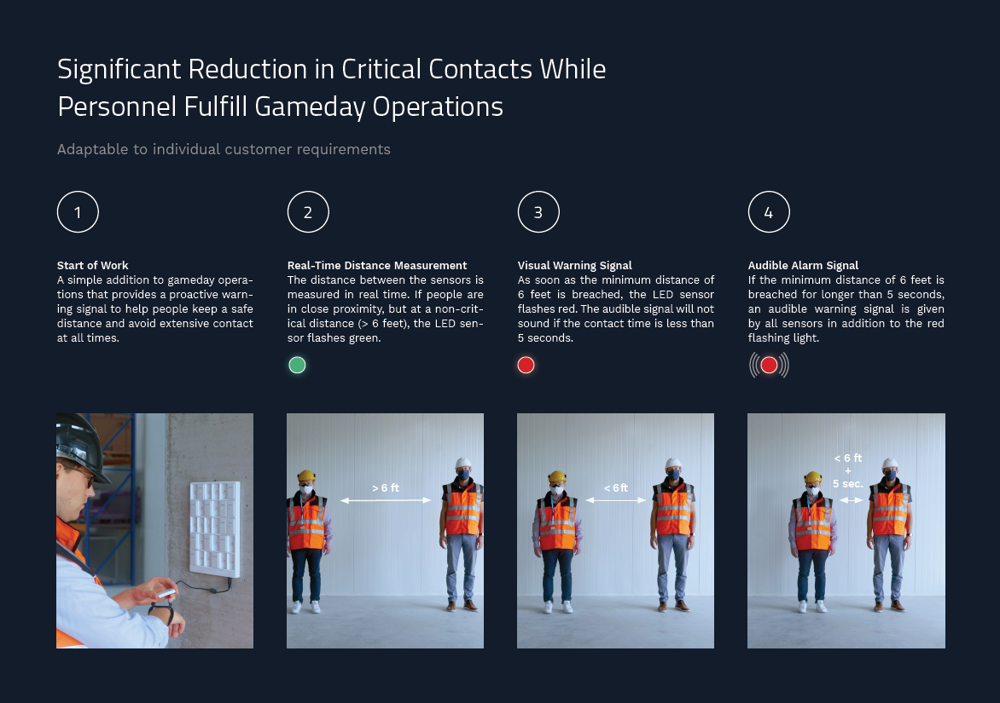 Significant Reduction in Critical Contacts While
Personnel Fulfill Gameday Operations
Adaptable to individual customer requirements
1
Start of Work
A simple addition to gameday opera-
tions that provides a proactive warn-
ing signal to help people keep a safe
distance and avoid extensive contact
at all times.
2
Real-Time Distance Measurement
The distance between the sensors is
measured in real time. If people are
in close proximity, but at a non-crit-
ical distance (> 6 feet), the LED sen-
sor flashes green.
3
Visual Warning Signal
As soon as the minimum distance of
6 feet is breached, the LED sensor
flashes red. The audible signal will not
sound if the contact time is less than
5 seconds.
4
Audible Alarm Signal
If the minimum distance of 6 feet is
breached for longer than 5 seconds,
an audible warning signal is given
by all sensors in addition to the red
flashing light.
> 6 ft
< 6 ft
< 6 ft
+
5 sec.